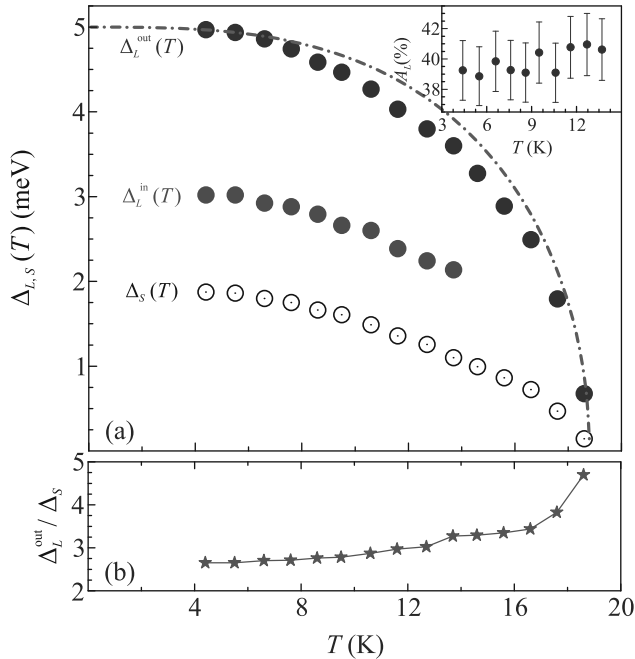 5
4
3
2
1
Δ_{L,S}(T) (meV)
Δ_L^{out}(T)
Δ_L^{in}(T)
Δ_S(T)
(a)
42
40
38
36
A_L(%)
3 6 9 12
T (K)
5
4
3
2
Δ_L^{out} / Δ_S
(b)
4 8 12 16 20
T (K)